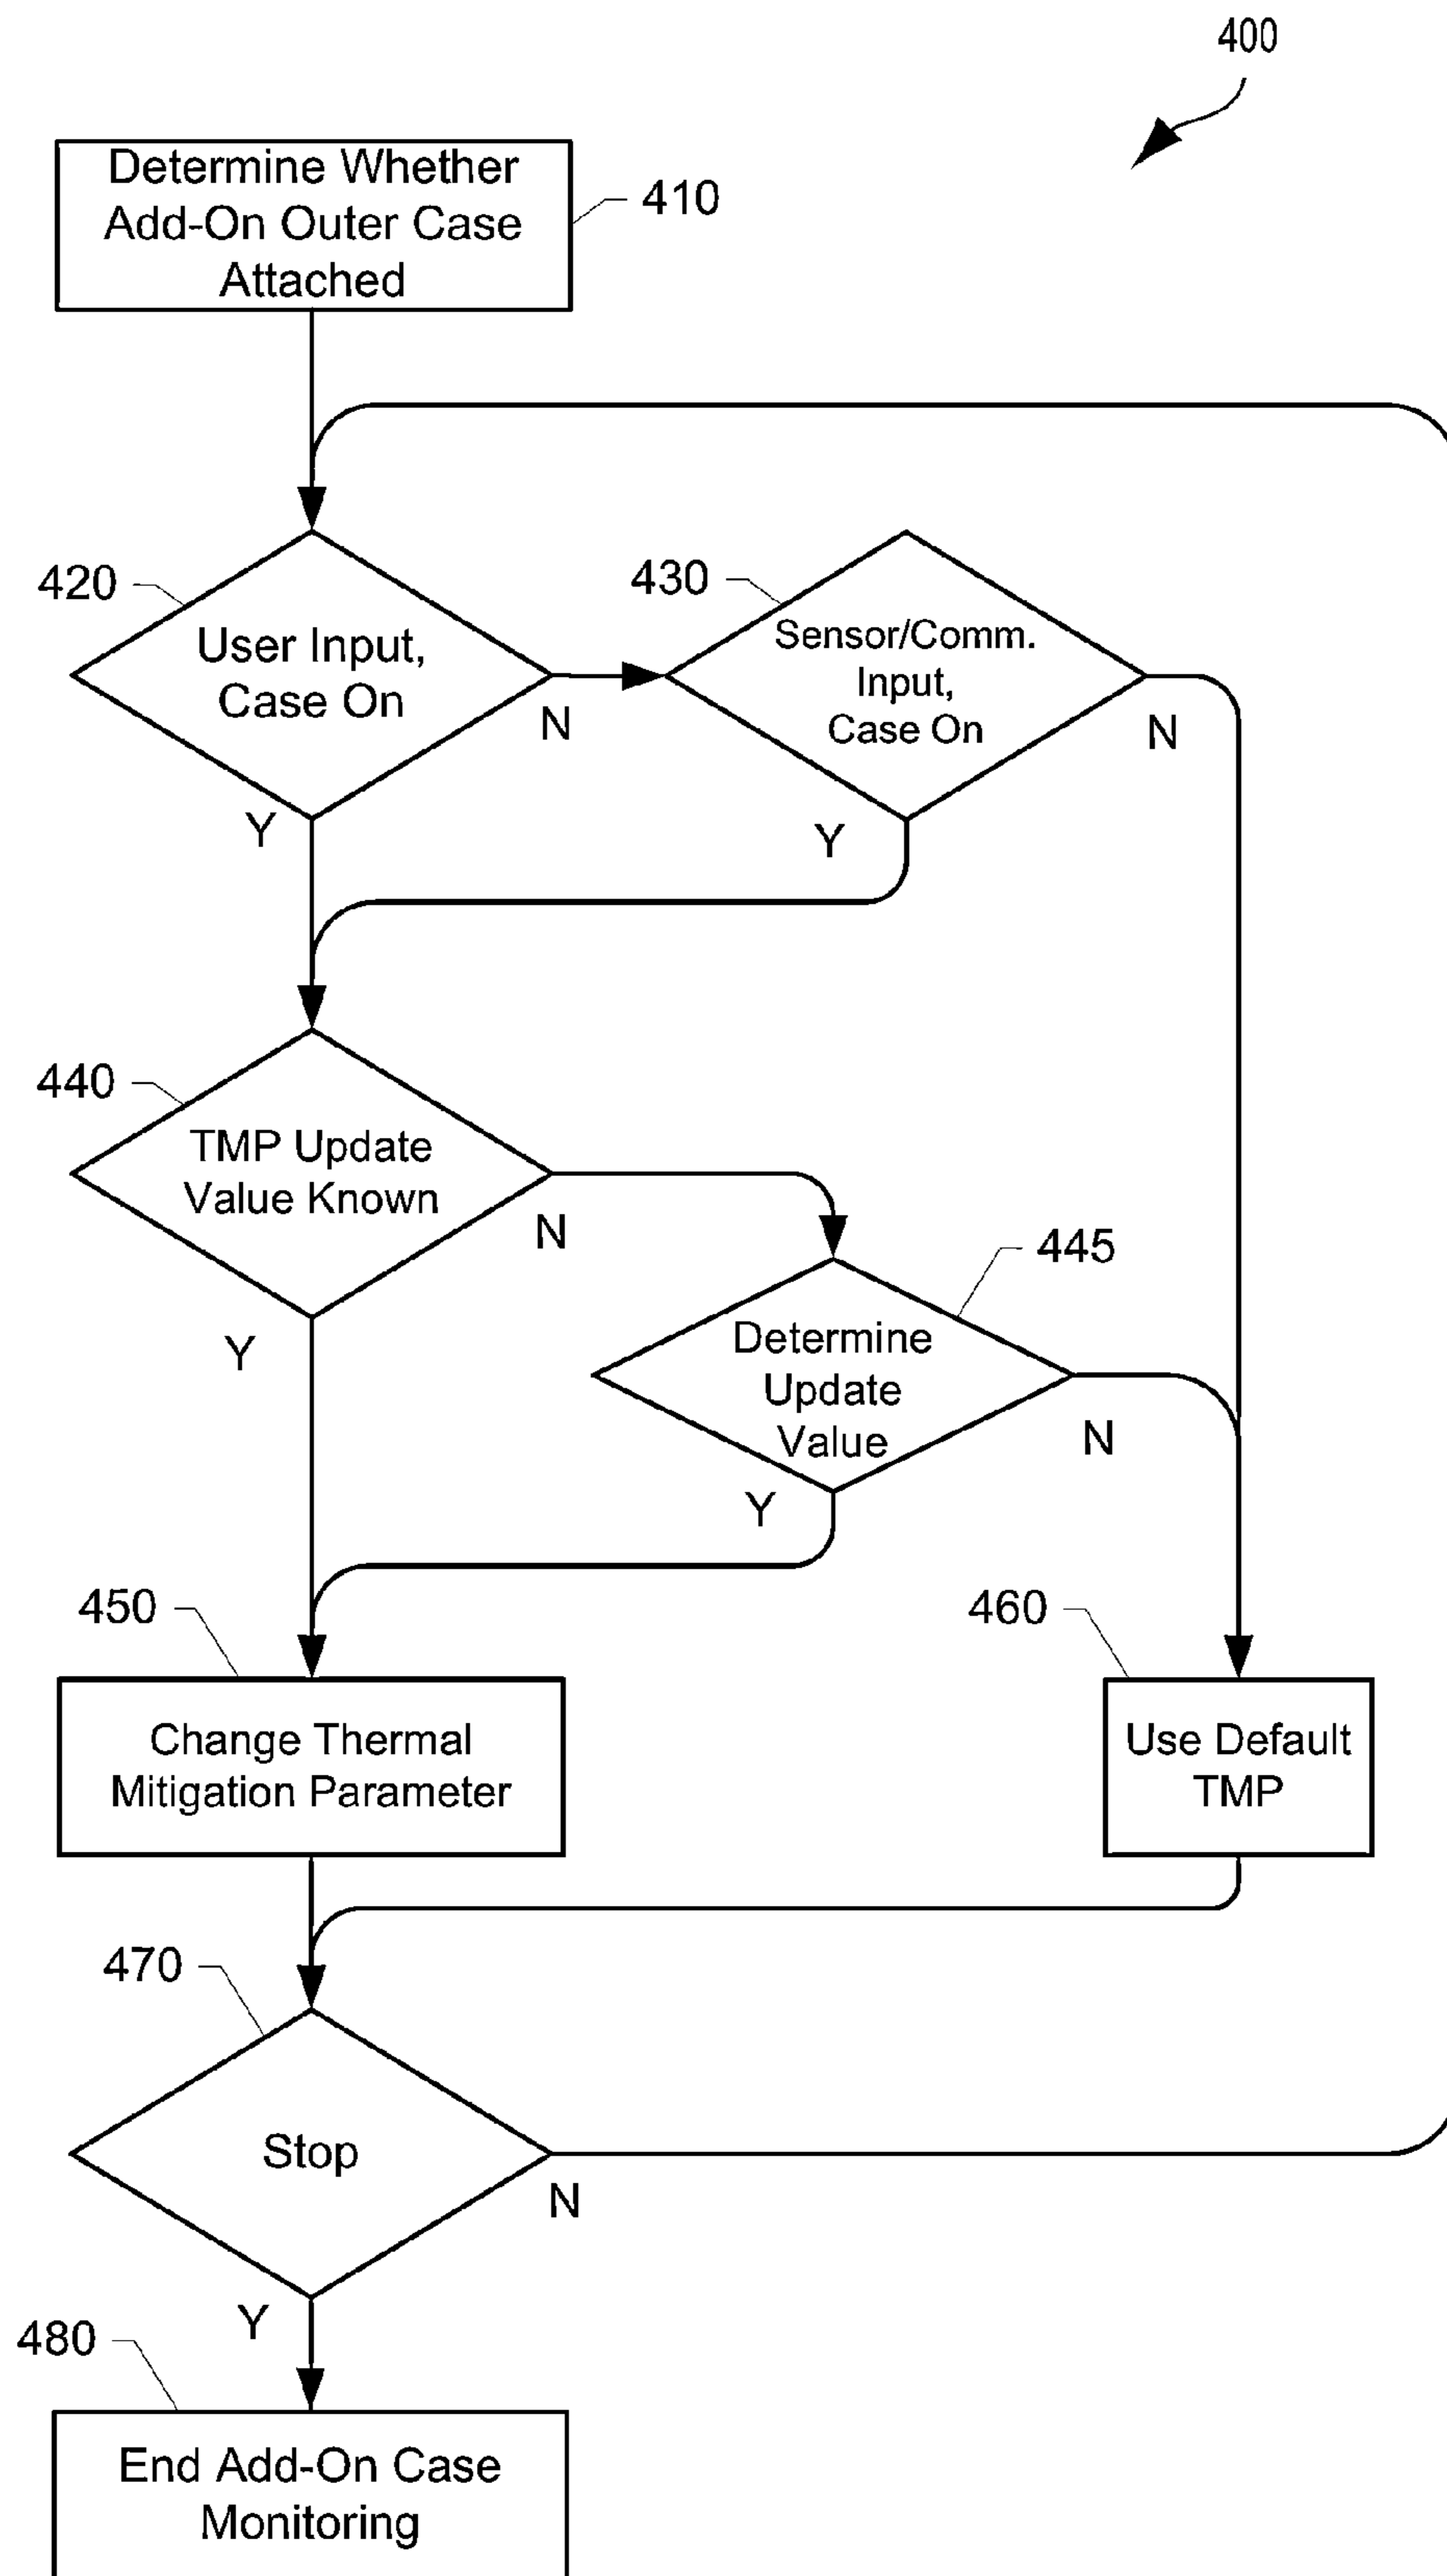 400
Determine Whether
Add-On Outer Case
Attached
410
420
User Input,
Case On
N
Y
430
Sensor/Comm.
Input,
Case On
N
Y
440
TMP Update
Value Known
N
Y
445
Determine
Update
Value
N
Y
450
Change Thermal
Mitigation Parameter
460
Use Default
TMP
470
Stop
N
Y
480
End Add-On Case
Monitoring